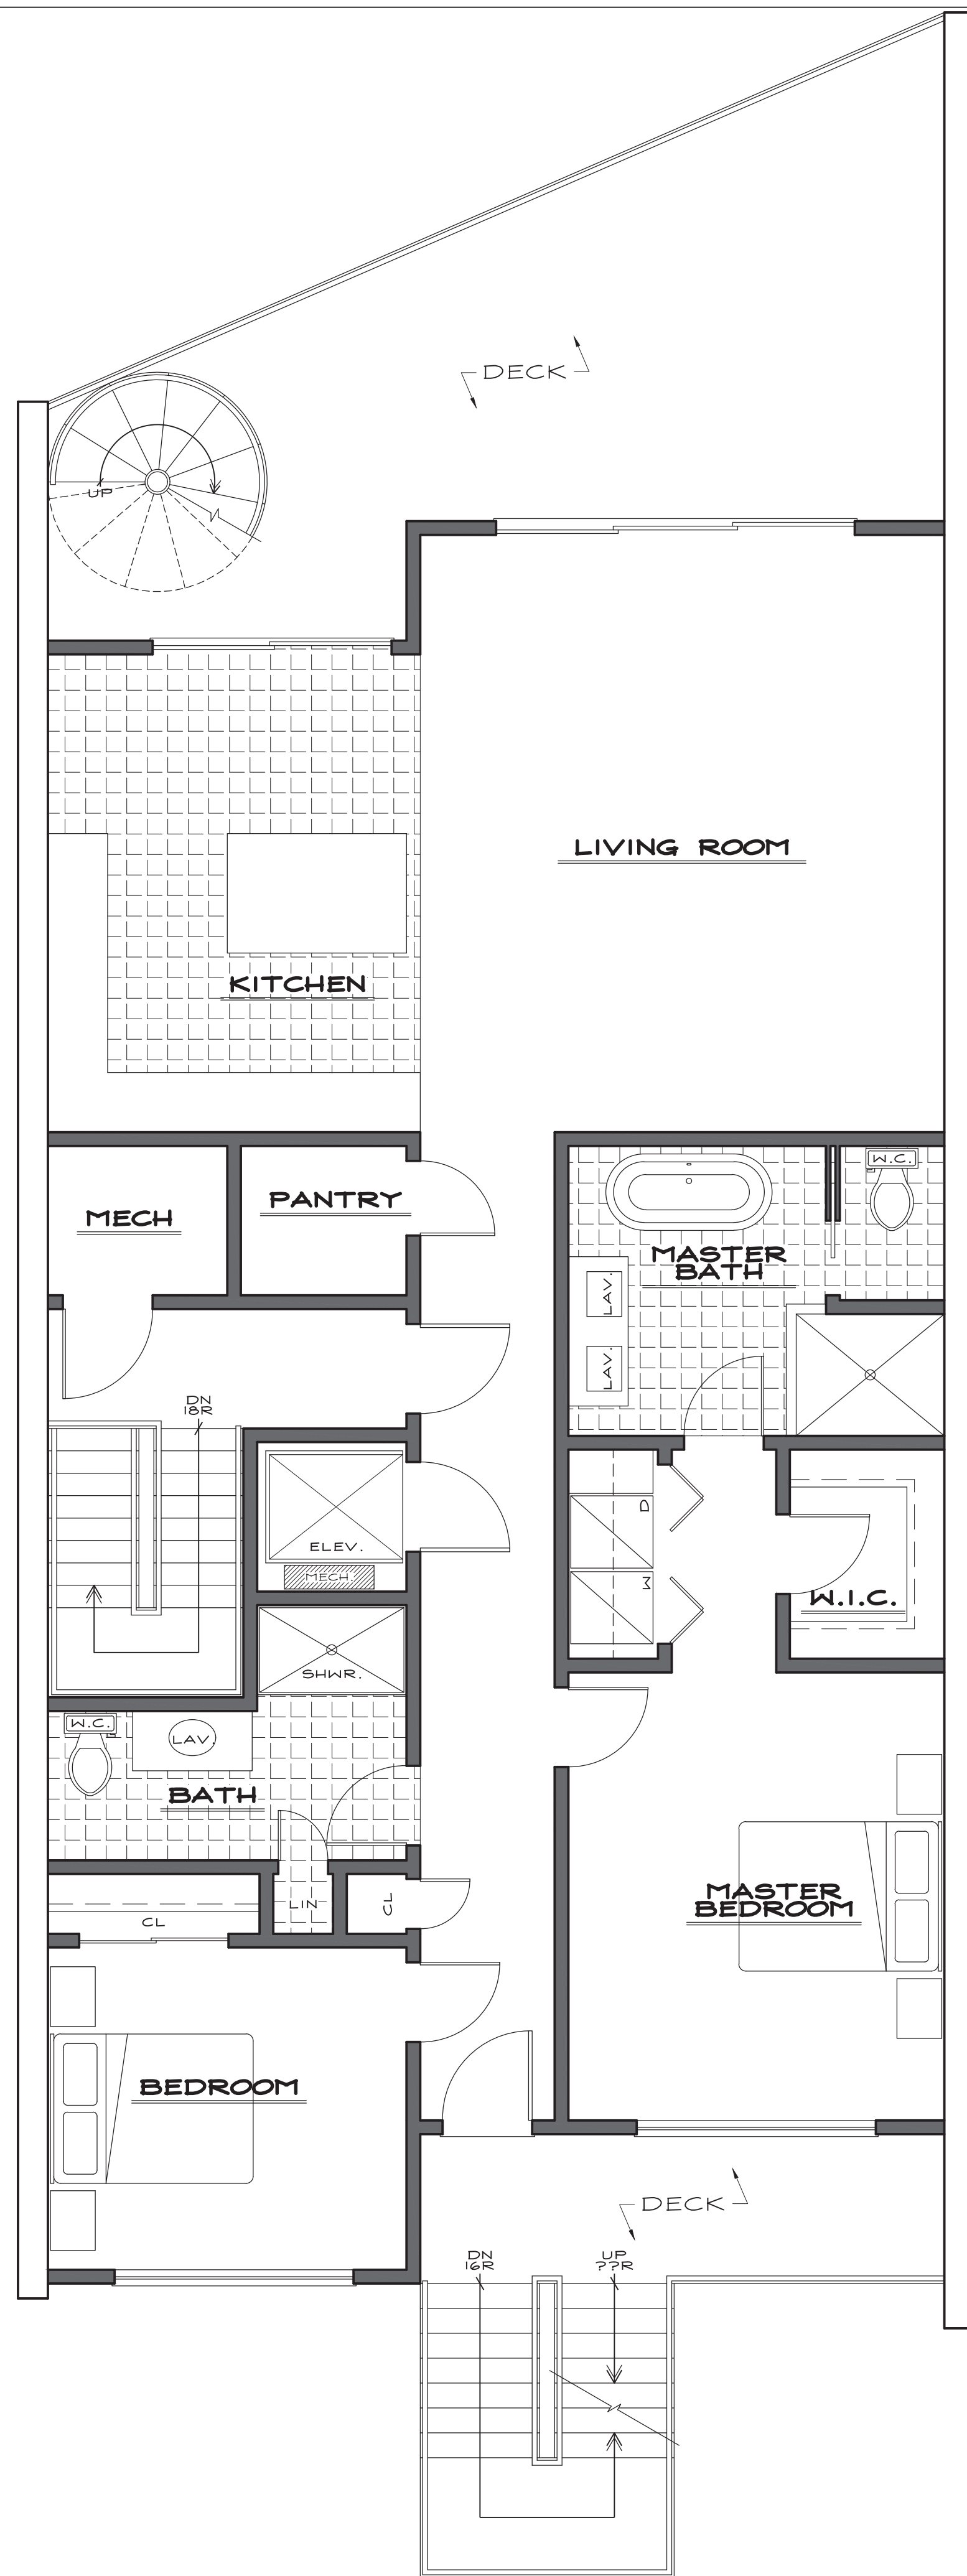 DECK
UP
LIVING ROOM
KITCHEN
MECH
PANTRY
W.C.
MASTER
BATH
LAV.
LAV.
DN
18R
ELEV.
MECH.
D
W
W.I.C.
SHWR.
W.C.
LAV.
BATH
LIN
CL
CL
MASTER
BEDROOM
BEDROOM
DECK
DN
16R
UP
??R